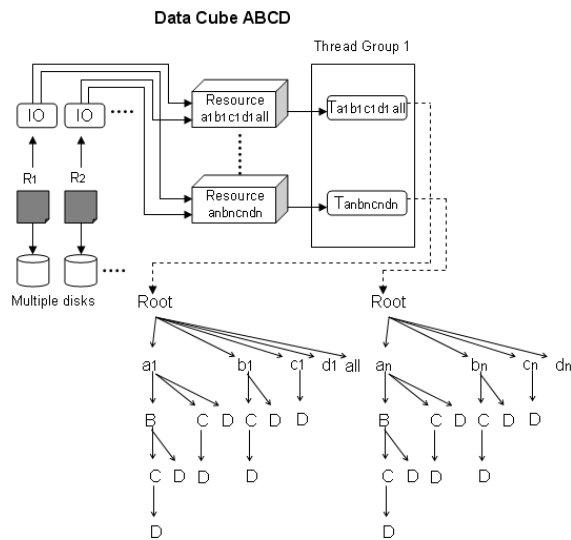 Data Cube ABCD
Thread Group 1
IO IO ....
Resource
a1b1c1d1all
Ta1b1c1d1all
R1 R2
Resource
anbncndn
Tanbncndn
....
Multiple disks
Root Root
a1 b1 c1 d1 all an bn cn dn
B C D C D D B C D C D D
C D D D C D D D
D D